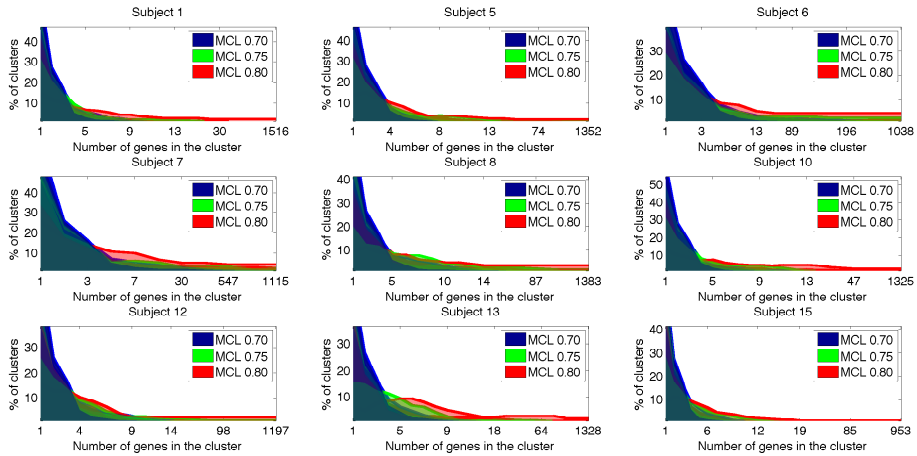 Subject 1
Subject 5
Subject 6
% of clusters
40
30
20
10
MCL 0.70
MCL 0.75
MCL 0.80
1 5 9 13 30 1516
Number of genes in the cluster
% of clusters
40
30
20
10
MCL 0.70
MCL 0.75
MCL 0.80
1 4 8 13 74 1352
Number of genes in the cluster
% of clusters
30
20
10
MCL 0.70
MCL 0.75
MCL 0.80
1 3 13 89 196 1038
Number of genes in the cluster
Subject 7
Subject 8
Subject 10
% of clusters
40
30
20
10
MCL 0.70
MCL 0.75
MCL 0.80
1 3 7 30 547 1115
Number of genes in the cluster
% of clusters
40
30
20
10
MCL 0.70
MCL 0.75
MCL 0.80
1 5 10 14 87 1383
Number of genes in the cluster
% of clusters
50
40
30
20
10
MCL 0.70
MCL 0.75
MCL 0.80
1 5 9 13 47 1325
Number of genes in the cluster
Subject 12
Subject 13
Subject 15
% of clusters
30
20
10
MCL 0.70
MCL 0.75
MCL 0.80
1 4 9 14 98 1197
Number of genes in the cluster
% of clusters
30
20
10
MCL 0.70
MCL 0.75
MCL 0.80
1 5 9 18 64 1328
Number of genes in the cluster
% of clusters
40
30
20
10
MCL 0.70
MCL 0.75
MCL 0.80
1 6 12 19 85 953
Number of genes in the cluster